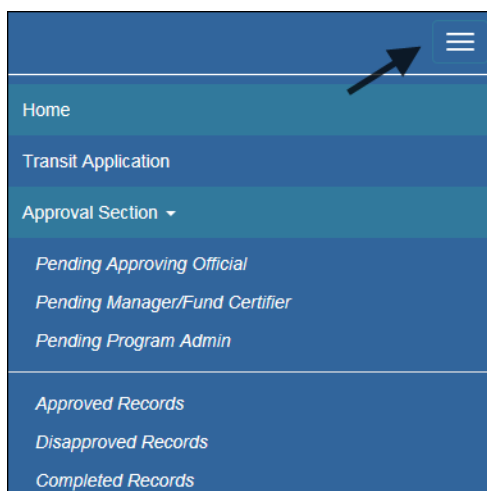 Home
Transit Application
Approval Section
Pending Approving Official
Pending Manager/Fund Certifier
Pending Program Admin
Approved Records
Disapproved Records
Completed Records